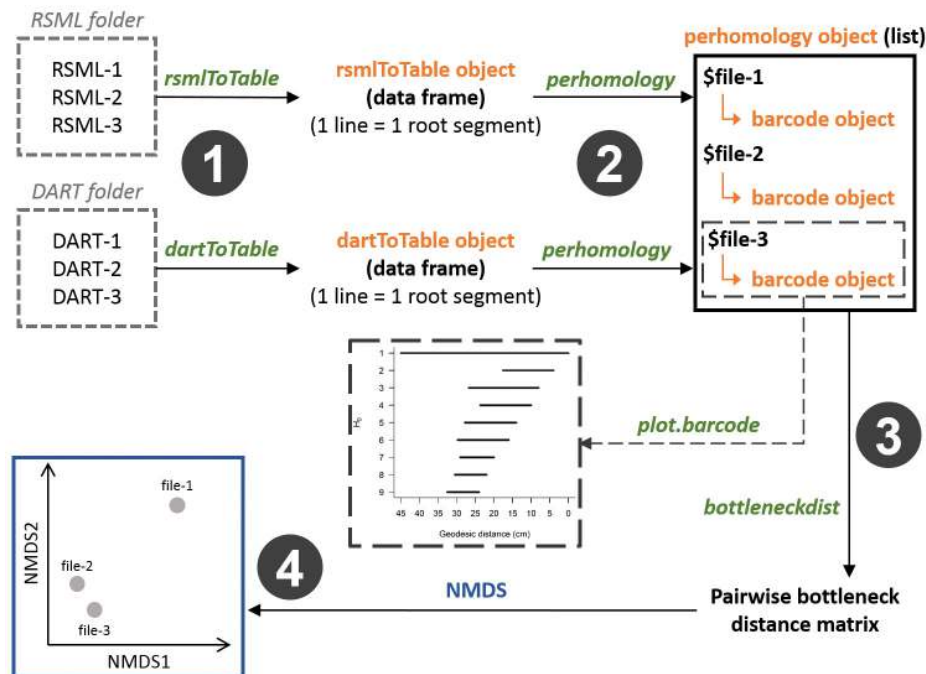 RSML folder
RSML-1
RSML-2
RSML-3
rsmlToTable
rsmlToTable object
(data frame)
(1 line = 1 root segment)
perhomology
perhomology object (list)
$file-1
barcode object
$file-2
barcode object
$file-3
barcode object
1
2
DART folder
DART-1
DART-2
DART-3
dartToTable
dartToTable object
(data frame)
(1 line = 1 root segment)
perhomology
H0
1
2
3
4
5
6
7
8
9
45 40 35 30 25 20 15 10 5 0
Geodesic distance (cm)
plot.barcode
3
bottleneckdist
Pairwise bottleneck
distance matrix
NMDS
4
NMDS2
file-1
file-2
file-3
NMDS1